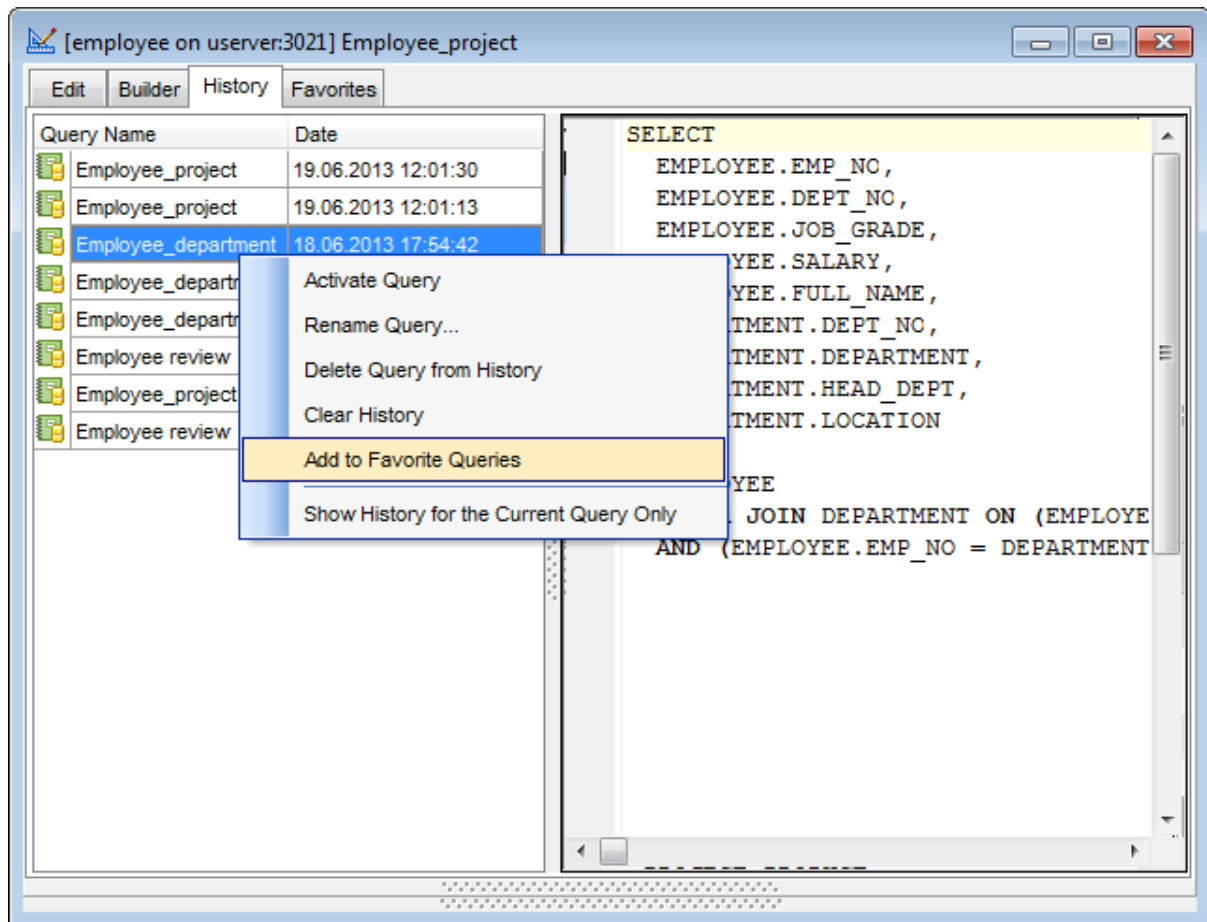 [employee on userver:3021] Employee_project
Edit Builder History Favorites
Query Name Date
Employee_project 19.06.2013 12:01:30
Employee_project 19.06.2013 12:01:13
Employee_department 18.06.2013 17:54:42
Employee_departr
Employee_departr
Employee review
Employee_project
Employee review
Activate Query
Rename Query...
Delete Query from History
Clear History
Add to Favorite Queries
Show History for the Current Query Only
SELECT
EMPLOYEE.EMP_NO,
EMPLOYEE.DEPT_NO,
EMPLOYEE.JOB_GRADE,
YEE.SALARY,
YEE.FULL_NAME,
TMENT.DEPT_NO,
TMENT.DEPARTMENT,
TMENT.HEAD_DEPT,
TMENT.LOCATION
YEE
JOIN DEPARTMENT ON (EMPLOYE
AND (EMPLOYEE.EMP_NO = DEPARTMENT